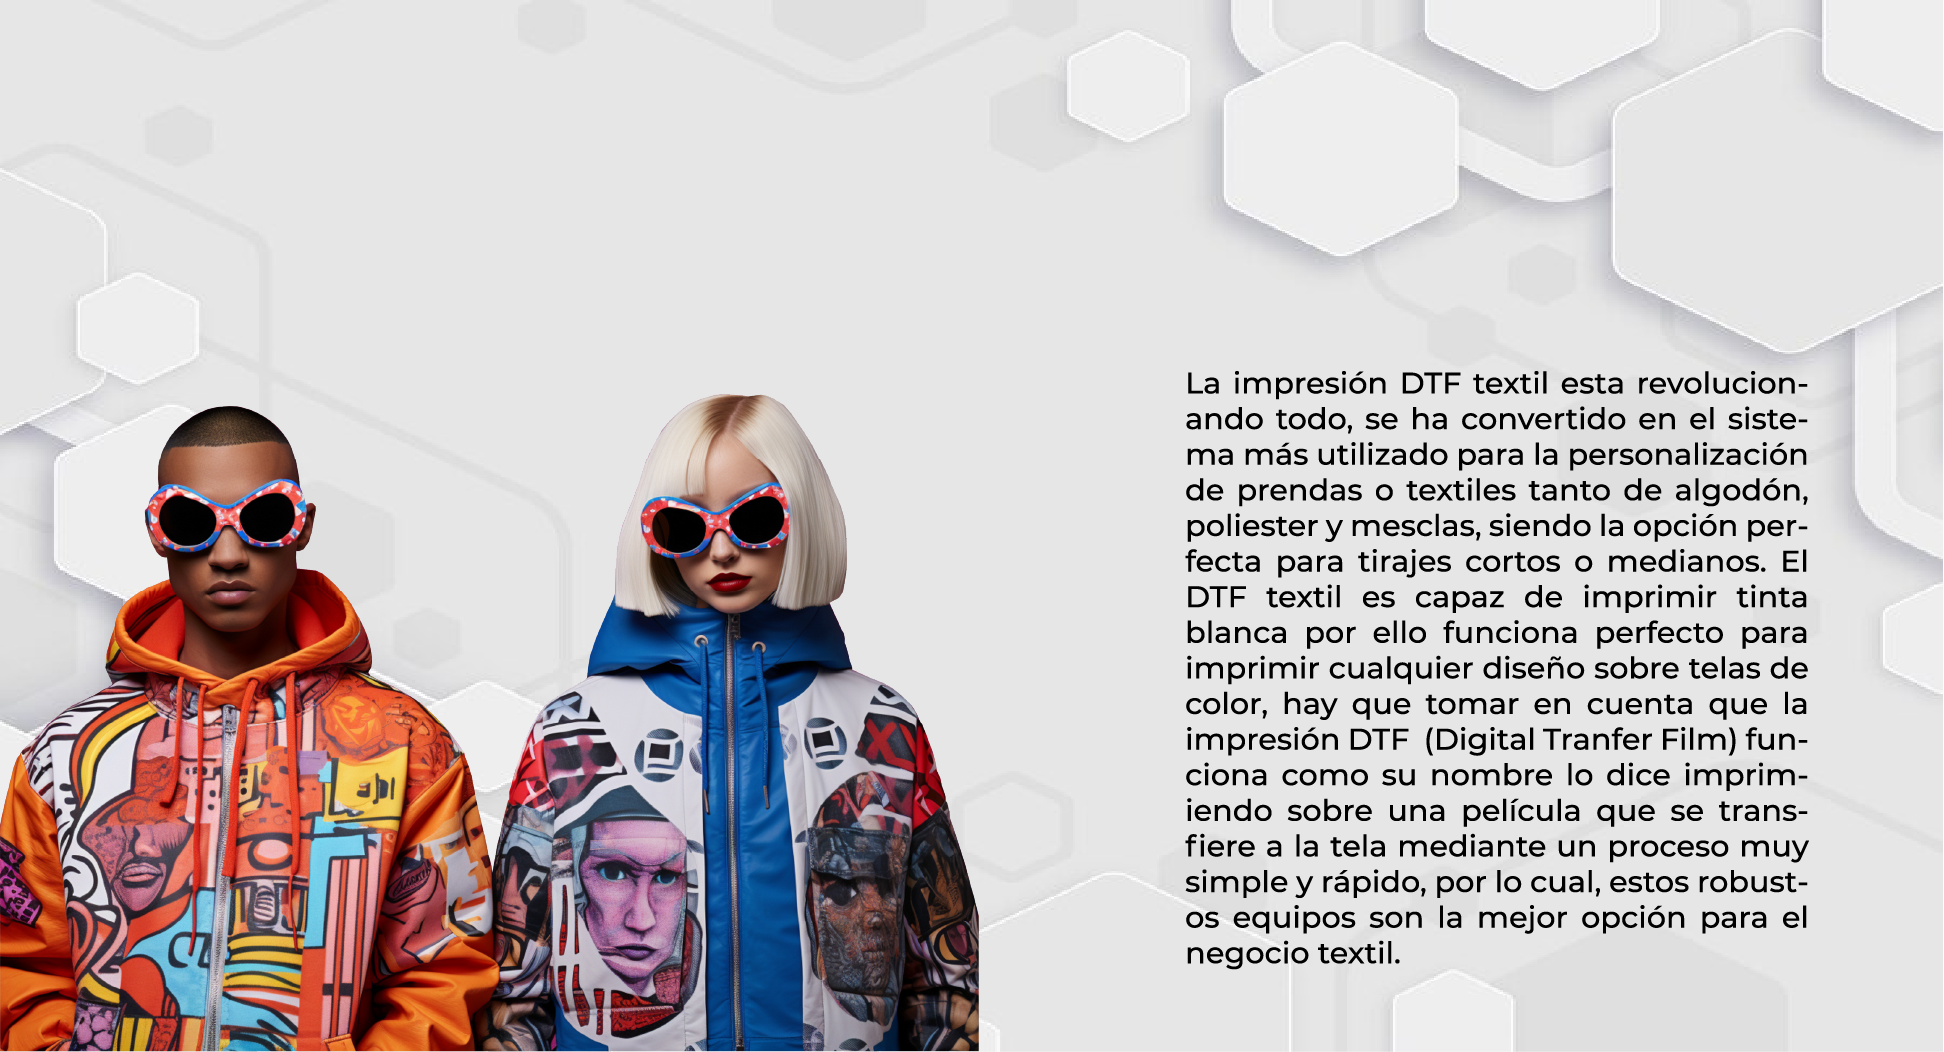 La impresión DTF textil esta revolucion-
ando todo, se ha convertido en el siste-
ma más utilizado para la personalización
de prendas o textiles tanto de algodón,
poliester y mesclas, siendo la opción per-
fecta para tirajes cortos o medianos. El
DTF textil es capaz de imprimir tinta
blanca por ello funciona perfecto para
imprimir cualquier diseño sobre telas de
color, hay que tomar en cuenta que la
impresión DTF (Digital Tranfer Film) fun-
ciona como su nombre lo dice imprim-
iendo sobre una película que se trans-
fiere a la tela mediante un proceso muy
simple y rápido, por lo cual, estos robust-
os equipos son la mejor opción para el
negocio textil.